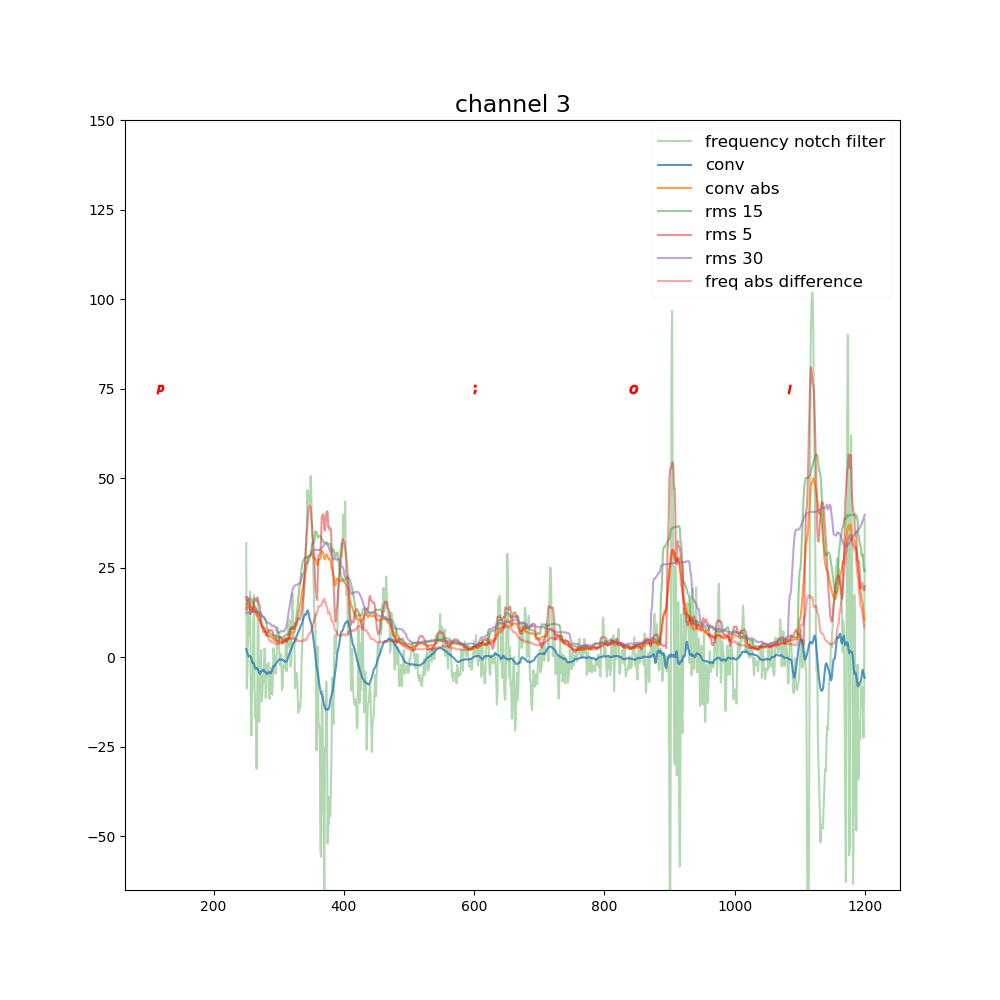 channel 3
150
125
100
75
50
25
0
−25
−50
frequency notch filter
conv
conv abs
rms 15
rms 5
rms 30
freq abs difference
p ; o l
200 400 600 800 1000 1200